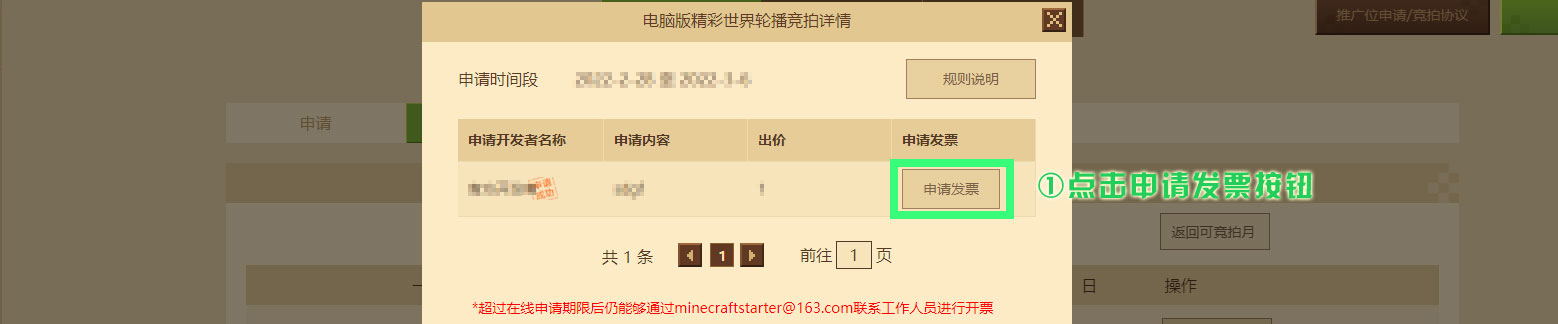 电脑版精彩世界轮播竞拍详情
推广位申请/竞拍协议
申请时间段
规则说明
申请
申请开发者名称 申请内容 出价 申请发票
申请成功
申请发票
①点击申请发票按钮
返回可竞拍月
共 1 条 1 前往 1 页
日 操作
*超过在线申请期限后仍能够通过minecraftstarter@163.com联系工作人员进行开票